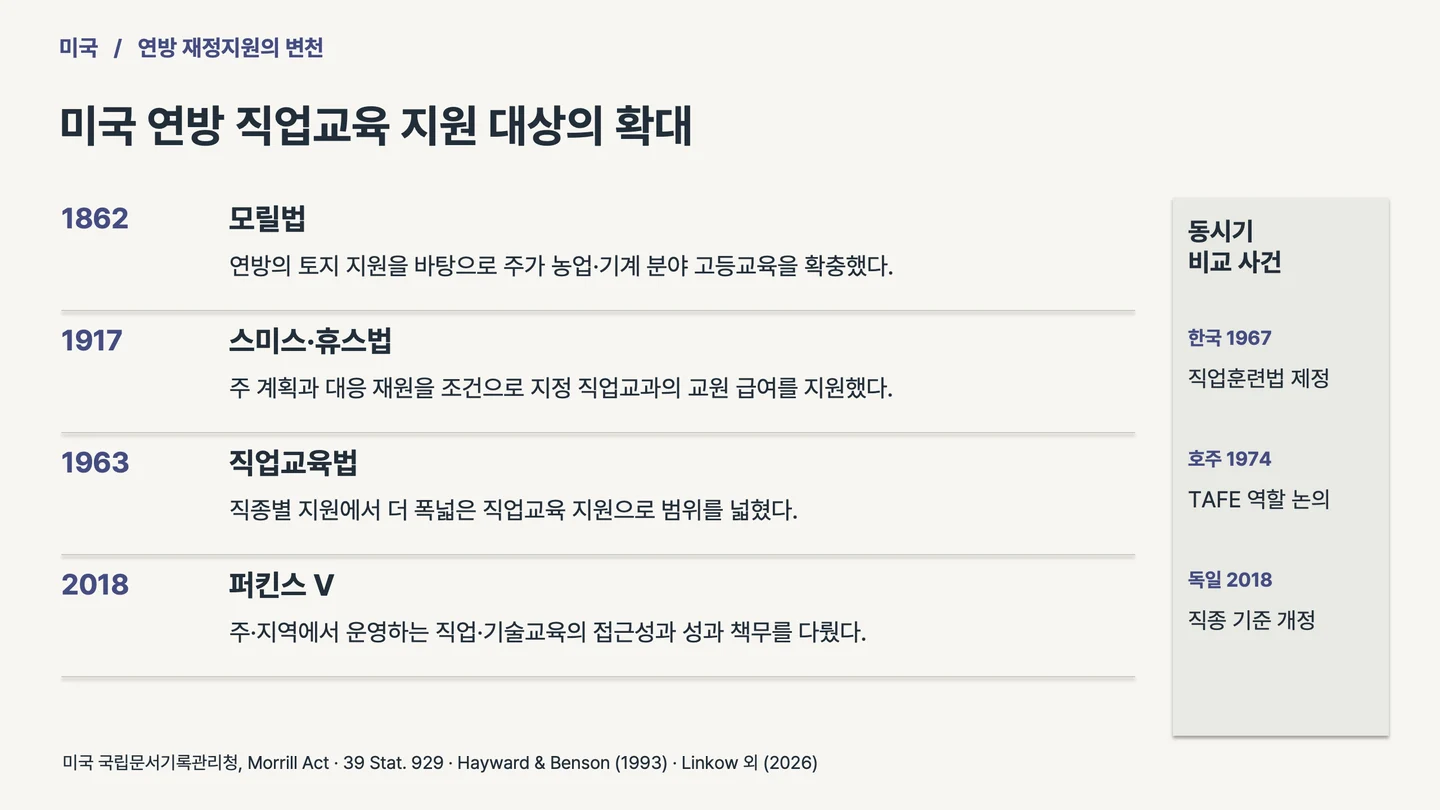 미국 / 연방 재정지원의 변천
미국 연방 직업교육 지원 대상의 확대
1862
모릴법
연방의 토지 지원을 바탕으로 주가 농업·기계 분야 고등교육을 확충했다.
1917
스미스·휴스법
주 계획과 대응 재원을 조건으로 지정 직업교과의 교원 급여를 지원했다.
1963
직업교육법
직종별 지원에서 더 폭넓은 직업교육 지원으로 범위를 넓혔다.
2018
퍼킨스 V
주·지역에서 운영하는 직업·기술교육의 접근성과 성과 책무를 다뤘다.
동시기
비교 사건
한국 1967
직업훈련법 제정
호주 1974
TAFE 역할 논의
독일 2018
직종 기준 개정
미국 국립문서기록관리청, Morrill Act · 39 Stat. 929 · Hayward & Benson (1993) · Linkow 외 (2026)